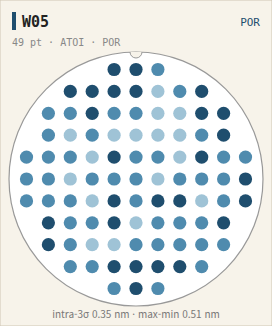 W05
POR
49 pt · ATOI · POR
intra-3σ 0.35 nm · max-min 0.51 nm